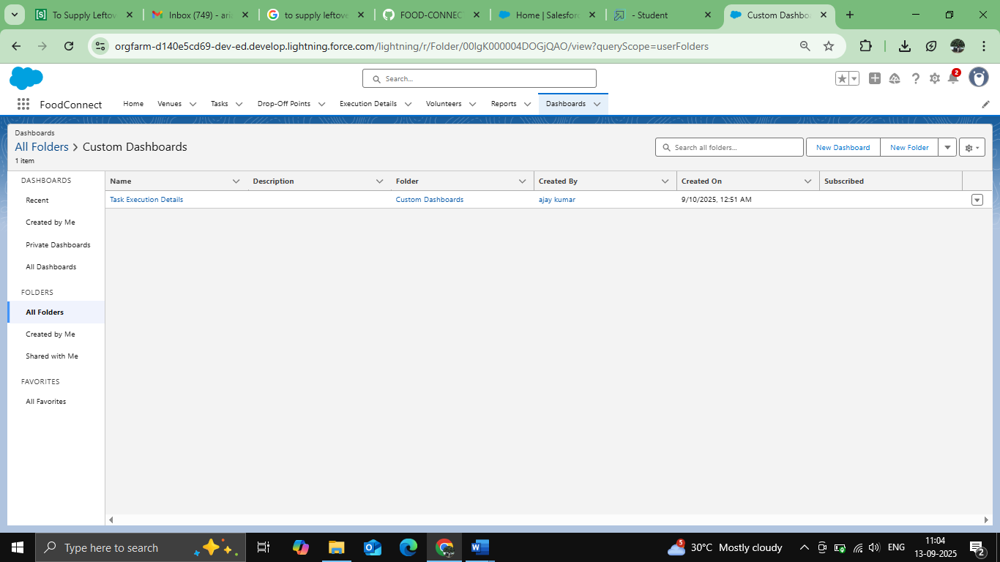 To Supply Leftov
Inbox (749) - aria
to supply leftove
FOOD-CONNEC
Home | Salesforc
- Student
Custom Dashbo
orgfarm-d140e5cd69-dev-ed.develop.lightning.force.com/lightning/r/Folder/00lgK000004DOGjQAO/view?queryScope=userFolders
Search...
2
FoodConnect
Home
Venues
Tasks
Drop-Off Points
Execution Details
Volunteers
Reports
Dashboards
Dashboards
All Folders > Custom Dashboards
1 item
Search all folders...
New Dashboard
New Folder
DASHBOARDS
Recent
Created by Me
Private Dashboards
All Dashboards
FOLDERS
All Folders
Created by Me
Shared with Me
FAVORITES
All Favorites
Name
Description
Folder
Created By
Created On
Subscribed
Task Execution Details
Custom Dashboards
ajay kumar
9/10/2025, 12:51 AM
Type here to search
5
30°C Mostly cloudy
ENG
11:04
13-09-2025
2